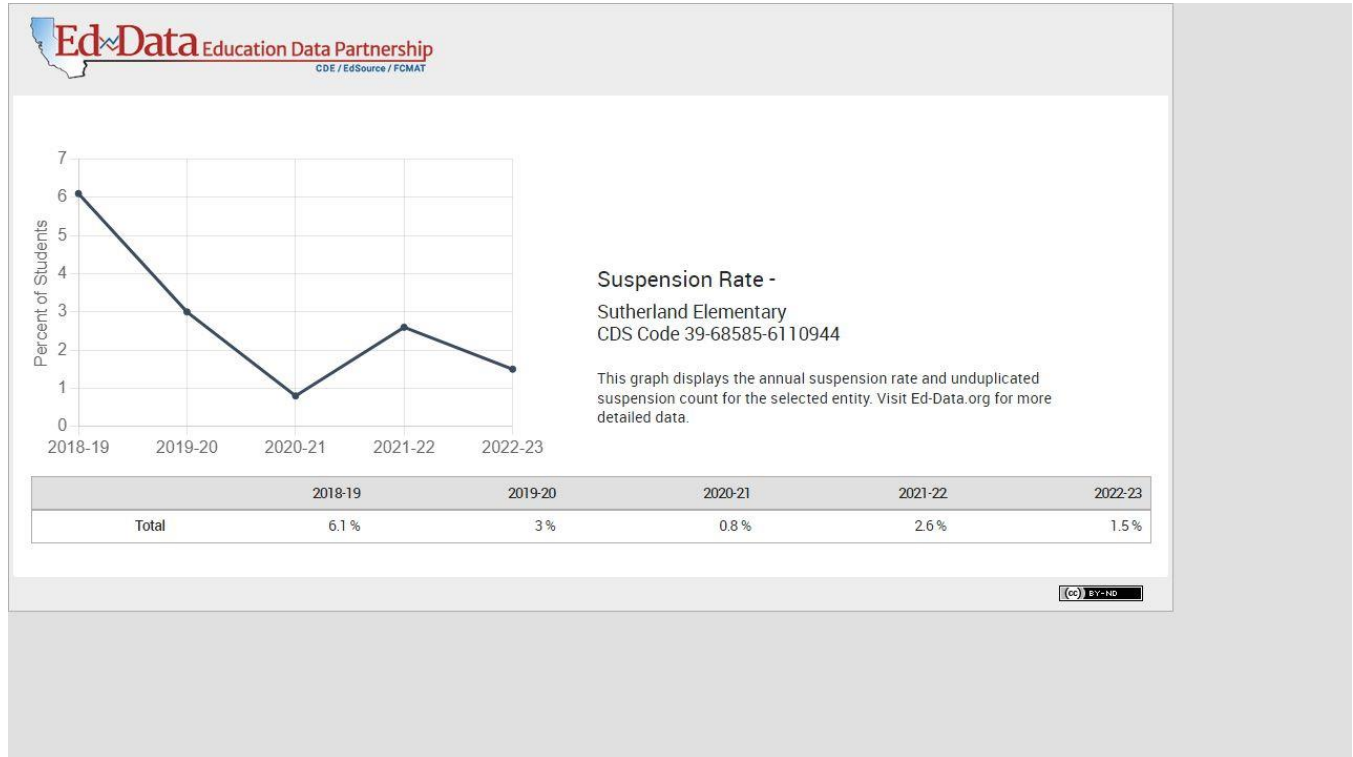 Ed Data Education Data Partnership
CDE / EdSource / FCMAT
7
6
5
4
3
2
1
0
Percent of Students
2018-19 2019-20 2020-21 2021-22 2022-23
Suspension Rate -
Sutherland Elementary
CDS Code 39-68585-6110944
This graph displays the annual suspension rate and unduplicated
suspension count for the selected entity. Visit Ed-Data.org for more
detailed data.
2018-19 2019-20 2020-21 2021-22 2022-23
Total 6.1 % 3 % 0.8 % 2.6 % 1.5 %
(cc) BY-ND